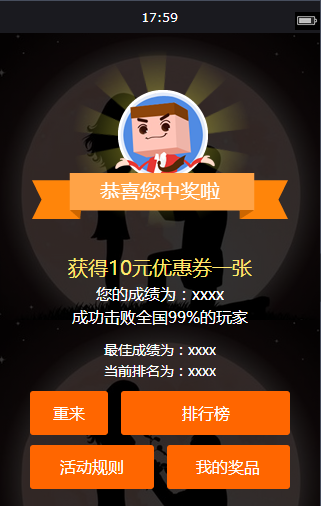 17:59
恭喜您中奖啦
获得10元优惠券一张
您的成绩为：xxxx
成功击败全国99%的玩家
最佳成绩为：xxxx
当前排名为：xxxx
重来 排行榜
活动规则 我的奖品